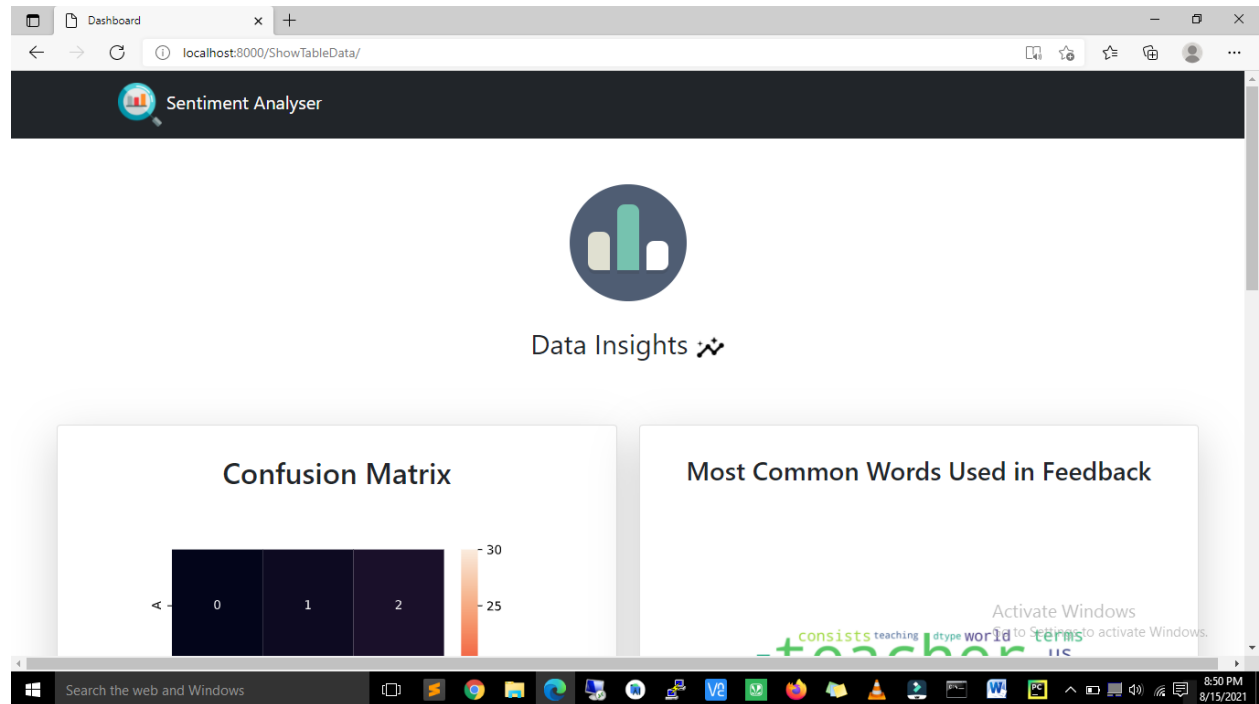 Dashboard
localhost:8000/ShowTableData/
Sentiment Analyser
Data Insights
Confusion Matrix
Most Common Words Used in Feedback
30
A
0
1
2
25
consists teaching dtype world terms
teacher us
Activate Windows
Go to Settings to activate Windows.
Search the web and Windows
8:50 PM
8/15/2021